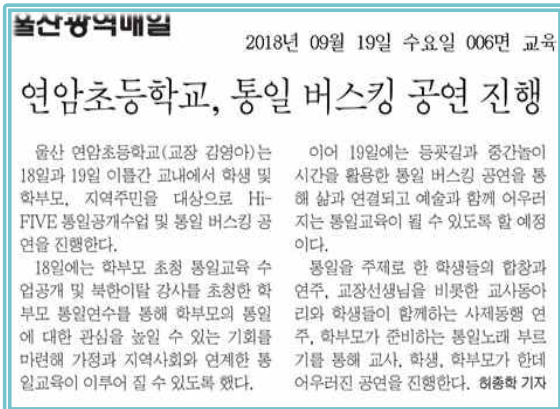 울산광역매일
2018년 09월 19일 수요일 006면 교육
연암초등학교, 통일 버스킹 공연 진행
울산 연암초등학교(교장 김영아)는
18일과 19일 이틀간 교내에서 학생 및
학부모, 지역주민을 대상으로 Hi-
FIVE 통일공개수업 및 통일 버스킹 공
연을 진행한다.
18일에는 학부모 초청 통일교육 수
업공개 및 북한이탈 강사를 초청한 학
부모 통일연수를 통해 학부모의 통일
에 대한 관심을 높일 수 있는 기회를
마련해 가정과 지역사회와 연계한 통
일교육이 이루어 질 수 있도록 했다.
이어 19일에는 등굣길과 중간놀이
시간을 활용한 통일 버스킹 공연을 통
해 삶과 연결되고 예술과 함께 어우러
지는 통일교육이 될 수 있도록 할 예정
이다.
통일을 주제로 한 학생들의 합창과
연주, 교장선생님을 비롯한 교사동아
리와 학생들이 함께하는 사제동행 연
주, 학부모가 준비하는 통일노래 부르
기를 통해 교사, 학생, 학부모가 한데
어우러진 공연을 진행한다. 허종학 기자